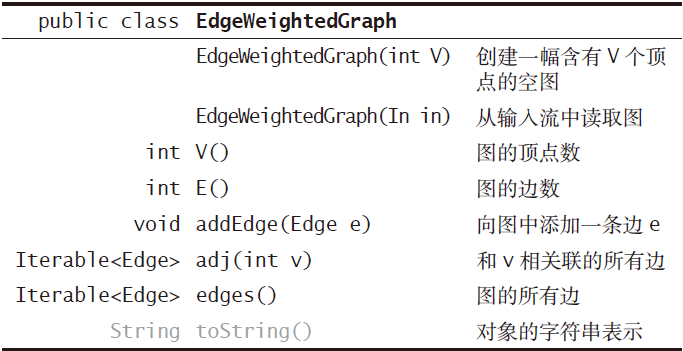 public class EdgeWeightedGraph
EdgeWeightedGraph(int V) 创建一幅含有 V 个顶
点的空图
EdgeWeightedGraph(In in) 从输入流中读取图
int V() 图的顶点数
int E() 图的边数
void addEdge(Edge e) 向图中添加一条边 e
Iterable<Edge> adj(int v) 和 v 相关联的所有边
Iterable<Edge> edges() 图的所有边
String toString() 对象的字符串表示